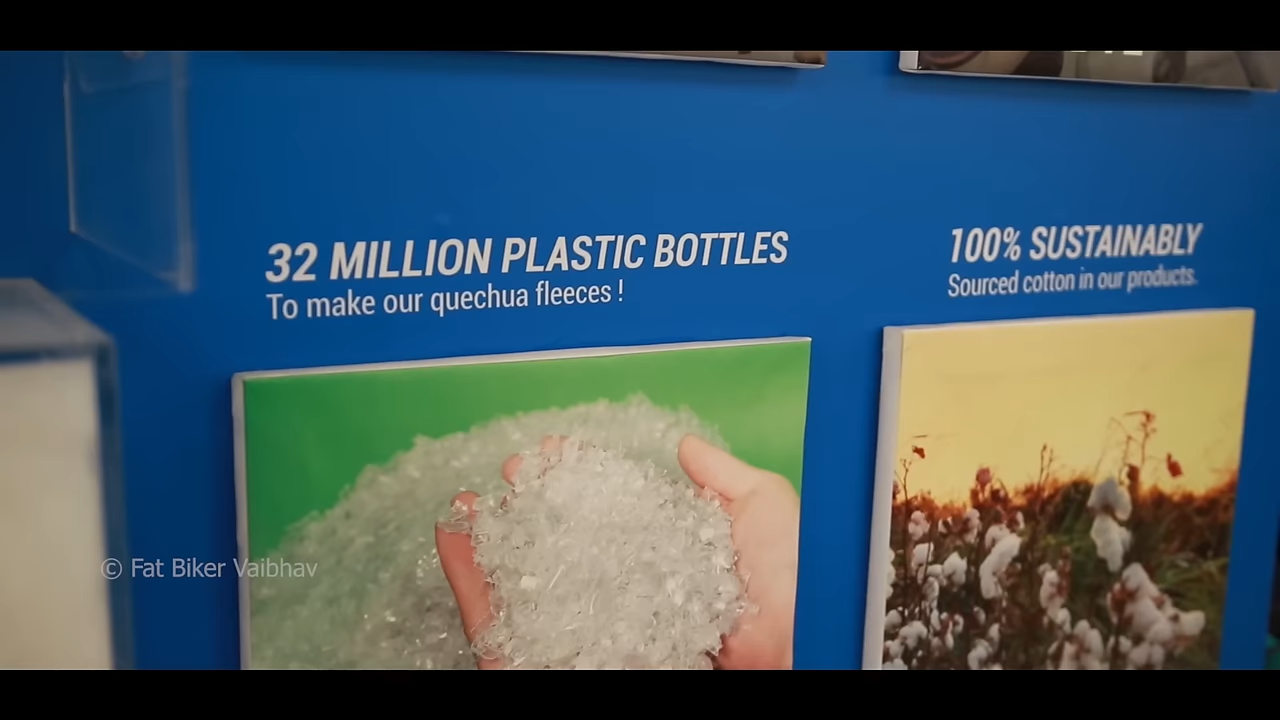 32 MILLION PLASTIC BOTTLES
To make our quechua fleeces !
100% SUSTAINABLY
Sourced cotton in our products.
© Fat Biker Vaibhav